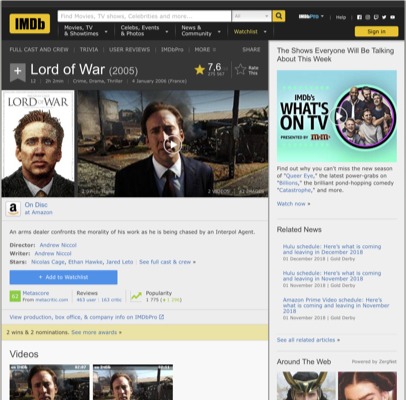 IMDb
Find Movies, TV shows, Celebrities and more...
All
Movies, TV & Showtimes
Celebs, Events & Photos
News & Community
Watchlist
IMDbPro
Help
Sign in
FULL CAST AND CREW | TRIVIA | USER REVIEWS | IMDbPro | MORE
SHARE
Lord of War (2005)
12 | 2h 2min | Crime, Drama, Thriller | 4 January 2006 (France)
7,6
Rate This
LORD OF WAR
2 VIDEOS
On Disc
at Amazon
An arms dealer confronts the morality of his work as he is being chased by an Interpol Agent.
Director: Andrew Niccol
Writer: Andrew Niccol
Stars: Nicolas Cage, Ethan Hawke, Jared Leto | See full cast & crew »
+ Add to Watchlist
62
Metascore
From metacritic.com
Reviews
463 user | 163 critic
Popularity
View production, box office, & company info on IMDbPro
2 wins & 2 nominations. See more awards »
Videos
The Shows Everyone Will Be Talking
About This Week
IMDb's
WHAT'S
ON TV
PRESENTED BY m&m's
Find out why you can't miss the new season
of "Queer Eye," the latest power-grabs on
"Billions," the brilliant pond-hopping comedy
"Catastrophe," and more.
Watch now »
Related News
Hulu schedule: Here's what is coming
and leaving in December 2018
01 December 2018 | Gold Derby
Hulu schedule: Here's what is coming
and leaving in November
2018
01 November 2018 | Gold Derby
Amazon Prime Video schedule: Here's
what is coming and leaving in
November 2018
01 November 2018 | Gold Derby
See all related articles »
Around The Web
Powered by ZergNet